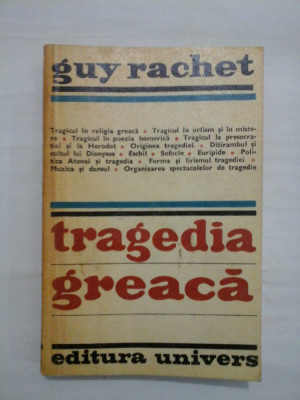 guy rachet
Tragicul în religia greacă • Tragicul în orfism și în miste-
re • Tragicul în poezia homerică • Tragicul la presocra-
tici și la Herodot • Originea tragediei • Ditirambul și
cultul lui Dionysos • Eschil • Sofocle • Euripide • Poli-
tica Atenei și tragedia • Forma și lirismul tragediei •
Muzica și dansul • Organizarea spectacolelor de tragedie
tragedia
greacă
editura univers